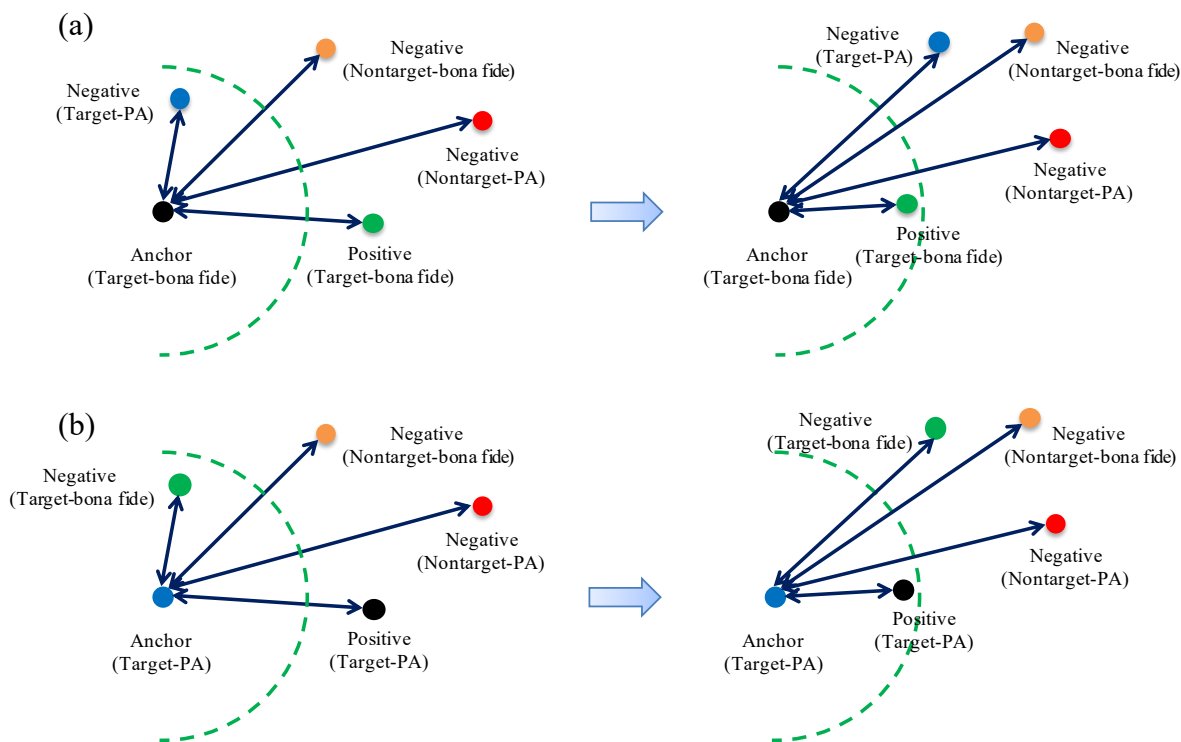 (a)
Negative
(Target-PA)
Negative
(Nontarget-bona fide)
Negative
(Nontarget-PA)
Anchor
(Target-bona fide)
Positive
(Target-bona fide)
Negative
(Target-PA)
Negative
(Nontarget-bona fide)
Negative
(Nontarget-PA)
Anchor
(Target-bona fide)
Positive
(Target-bona fide)
(b)
Negative
(Target-bona fide)
Negative
(Nontarget-bona fide)
Negative
(Nontarget-PA)
Anchor
(Target-PA)
Positive
(Target-PA)
Negative
(Target-bona fide)
Negative
(Nontarget-bona fide)
Negative
(Nontarget-PA)
Anchor
(Target-PA)
Positive
(Target-PA)